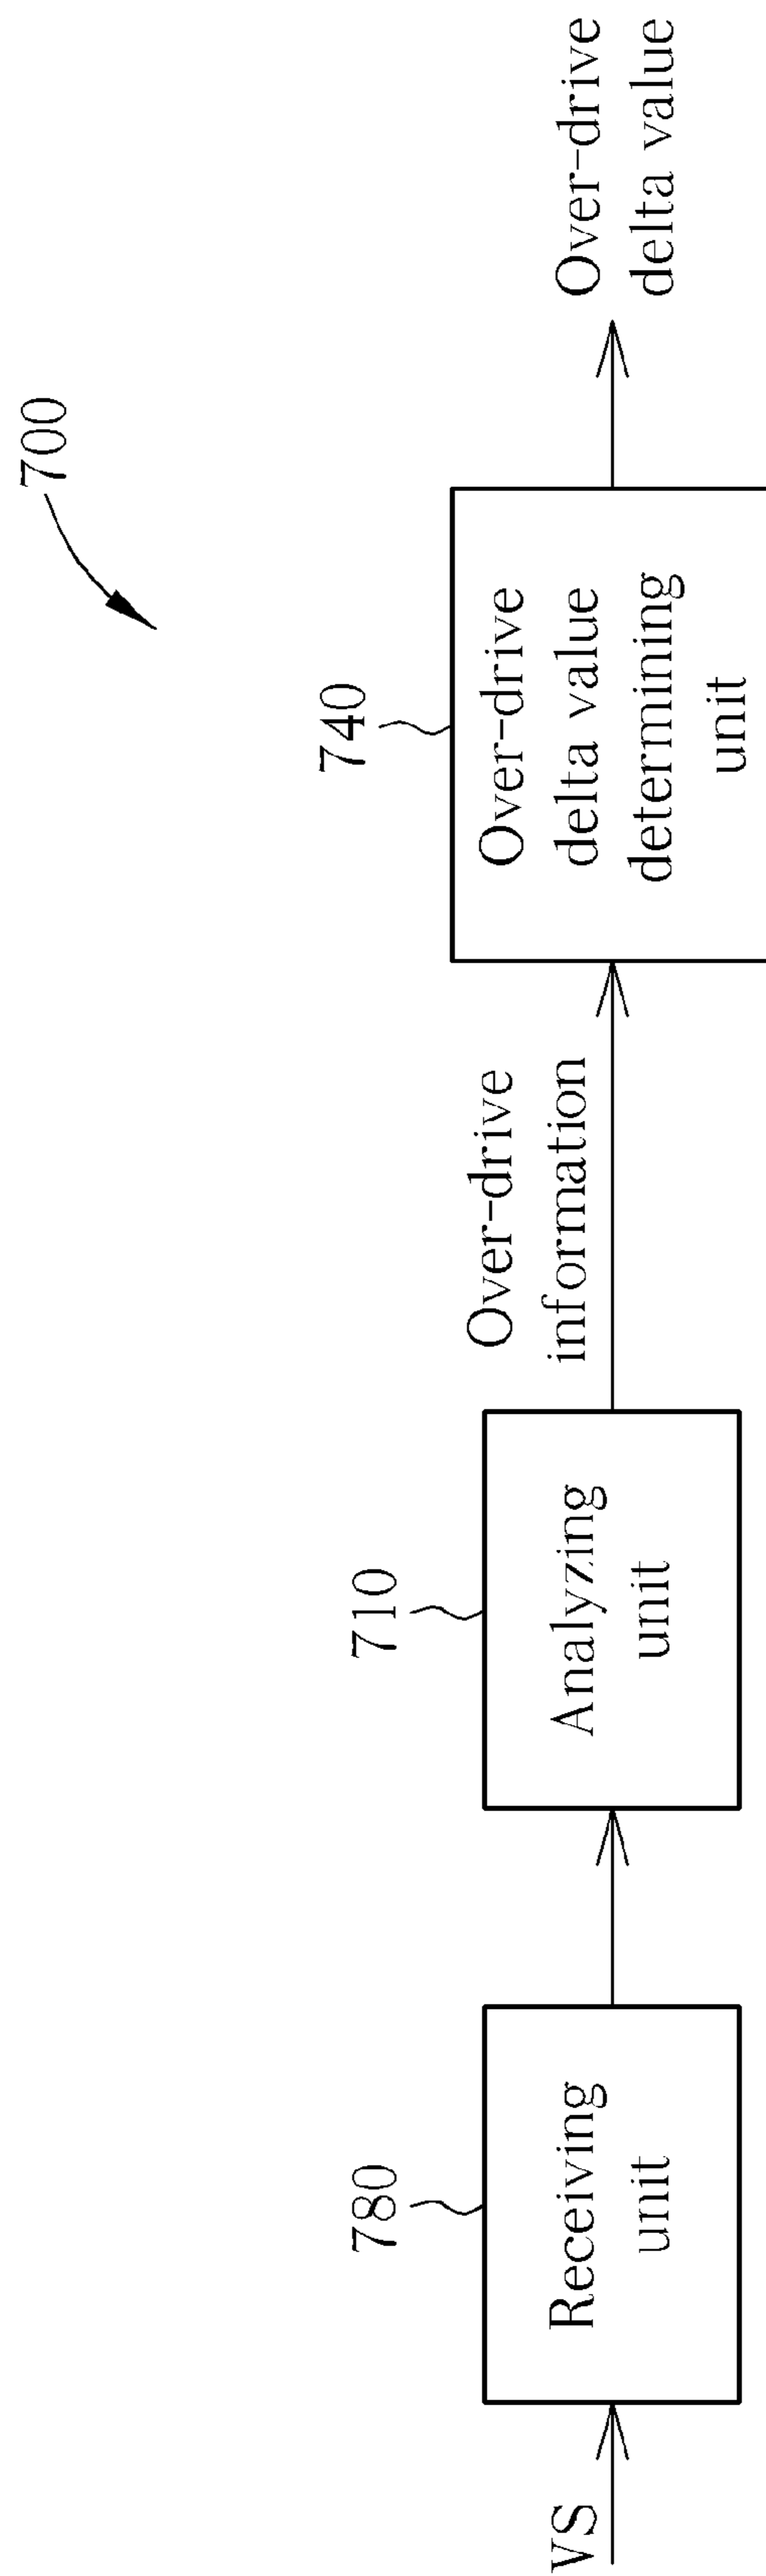 700
VS
780
Receiving
unit
710
Analyzing
unit
Over-drive
information
740
Over-drive
delta value
determining
unit
Over-drive
delta value